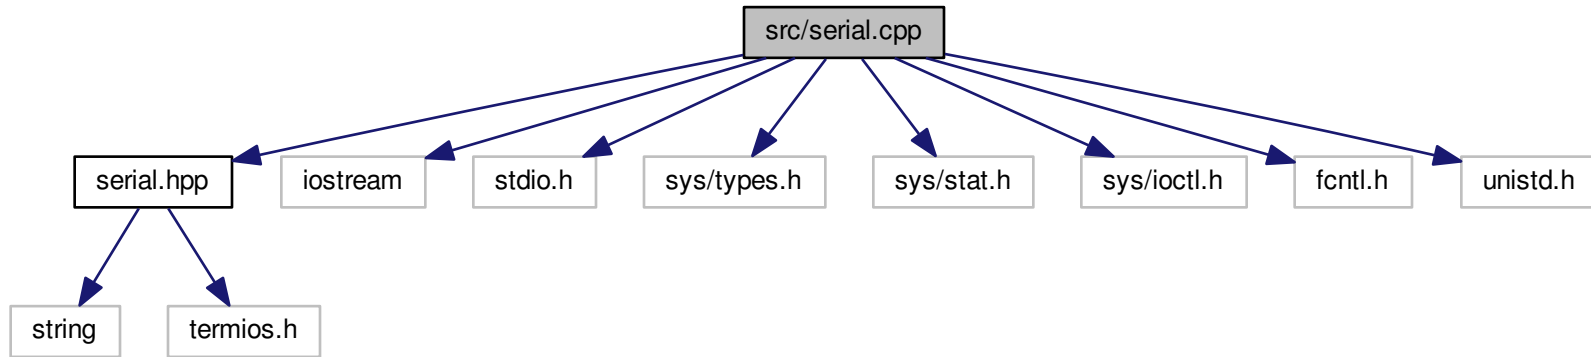 src/serial.cpp
serial.hpp
iostream
stdio.h
sys/types.h
sys/stat.h
sys/ioctl.h
fcntl.h
unistd.h
string
termios.h